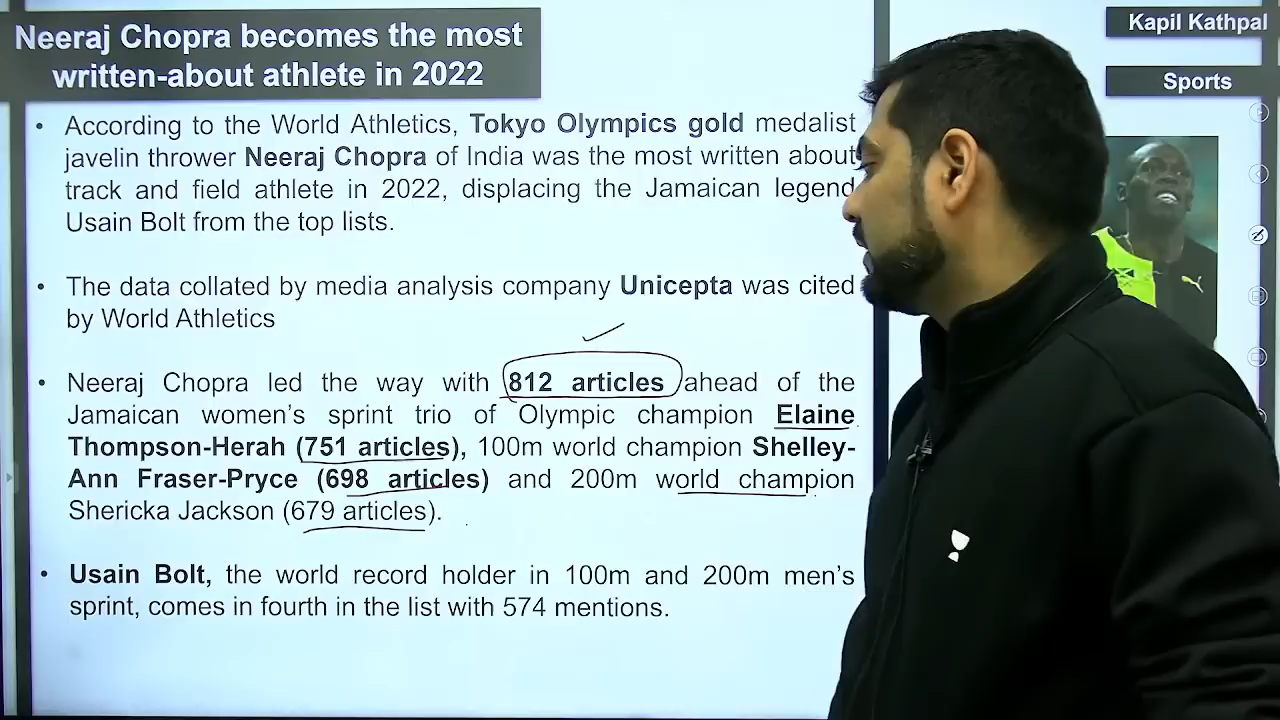 Neeraj Chopra becomes the most
written-about athlete in 2022
Kapil Kathpal
Sports
• According to the World Athletics, Tokyo Olympics gold medalist
javelin thrower Neeraj Chopra of India was the most written about
track and field athlete in 2022, displacing the Jamaican legend
Usain Bolt from the top lists.
• The data collated by media analysis company Unicepta was cited
by World Athletics
• Neeraj Chopra led the way with 812 articles ahead of the
Jamaican women's sprint trio of Olympic champion Elaine
Thompson-Herah (751 articles), 100m world champion Shelley-
Ann Fraser-Pryce (698 articles) and 200m world champion
Shericka Jackson (679 articles).
• Usain Bolt, the world record holder in 100m and 200m men's
sprint, comes in fourth in the list with 574 mentions.